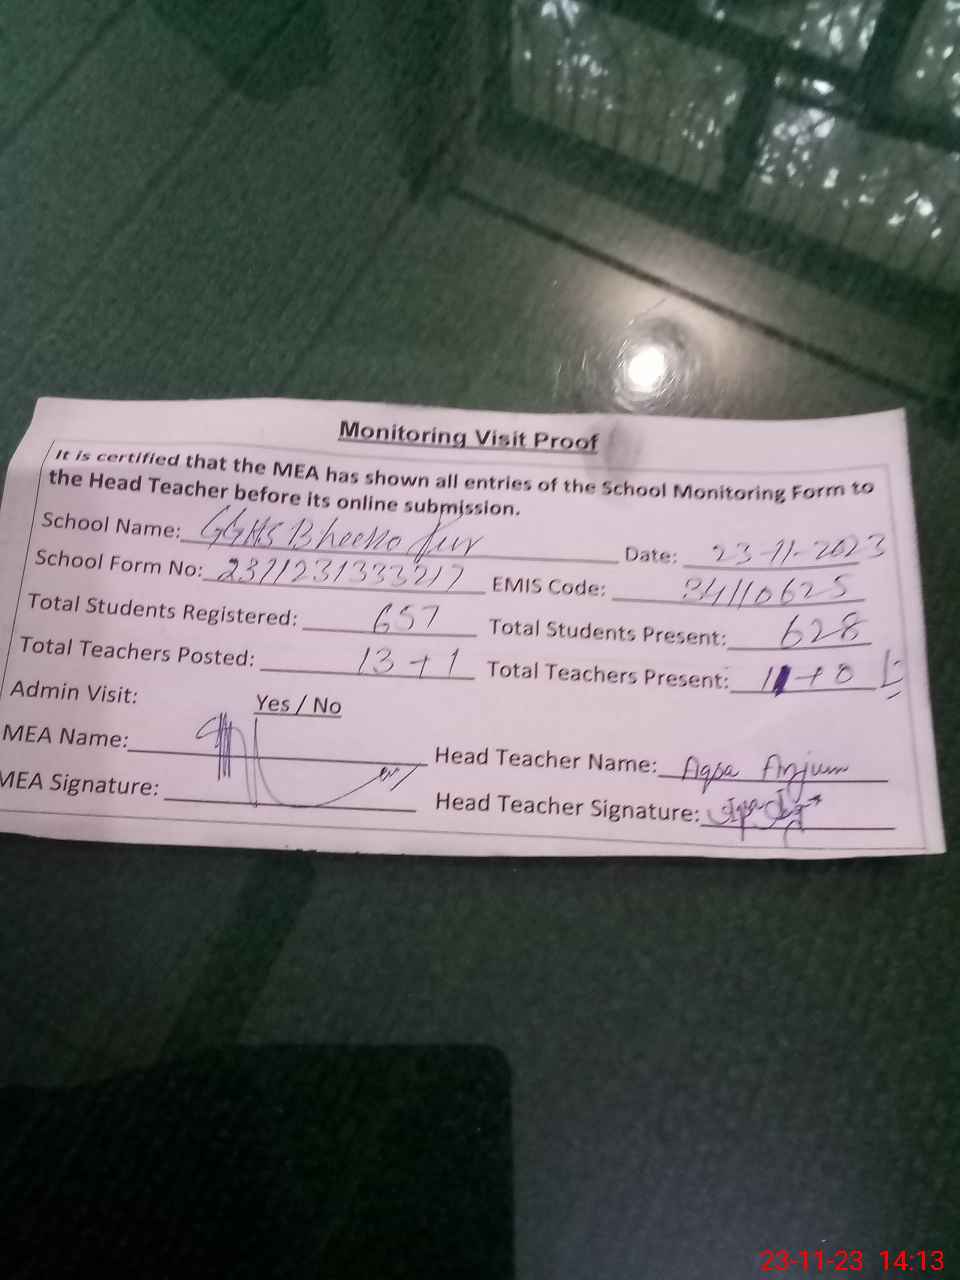 Monitoring Visit Proof
It is certified that the MEA has shown all entries of the School Monitoring Form to
the Head Teacher before its online submission.
School Name: GGHS Bheeko Date: 23-11-2023
School Form No: EMIS Code: 34110625
Total Students Registered: 657 Total Students Present: 628
Total Teachers Posted: 13+1 Total Teachers Present:
Admin Visit: Yes / No
MEA Name: Head Teacher Name: Aqsa Anjum
MEA Signature: Head Teacher Signature:
23-11-23 14:13